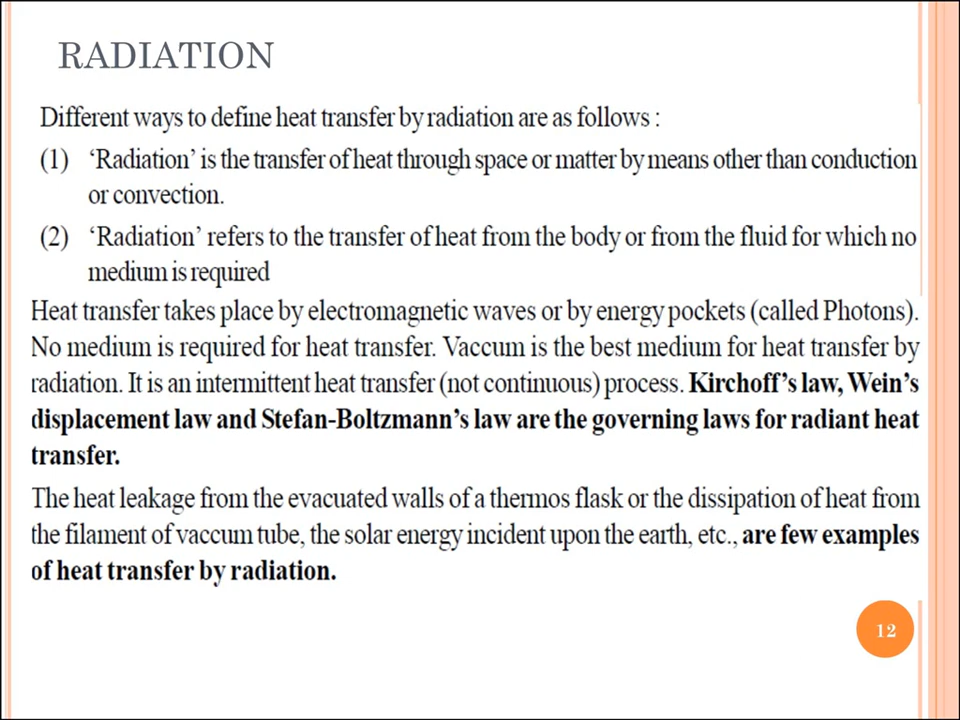 RADIATION
Different ways to define heat transfer by radiation are as follows :
(1) ‘Radiation’ is the transfer of heat through space or matter by means other than conduction
or convection.
(2) ‘Radiation’ refers to the transfer of heat from the body or from the fluid for which no
medium is required
Heat transfer takes place by electromagnetic waves or by energy pockets (called Photons).
No medium is required for heat transfer. Vaccum is the best medium for heat transfer by
radiation. It is an intermittent heat transfer (not continuous) process. Kirchoff’s law, Wein’s
displacement law and Stefan-Boltzmann’s law are the governing laws for radiant heat
transfer.
The heat leakage from the evacuated walls of a thermos flask or the dissipation of heat from
the filament of vaccum tube, the solar energy incident upon the earth, etc., are few examples
of heat transfer by radiation.
12